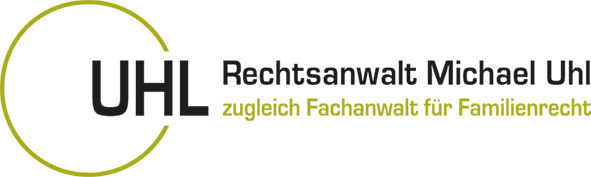 UHL
Rechtsanwalt Michael Uhl
zugleich Fachanwalt für Familienrecht